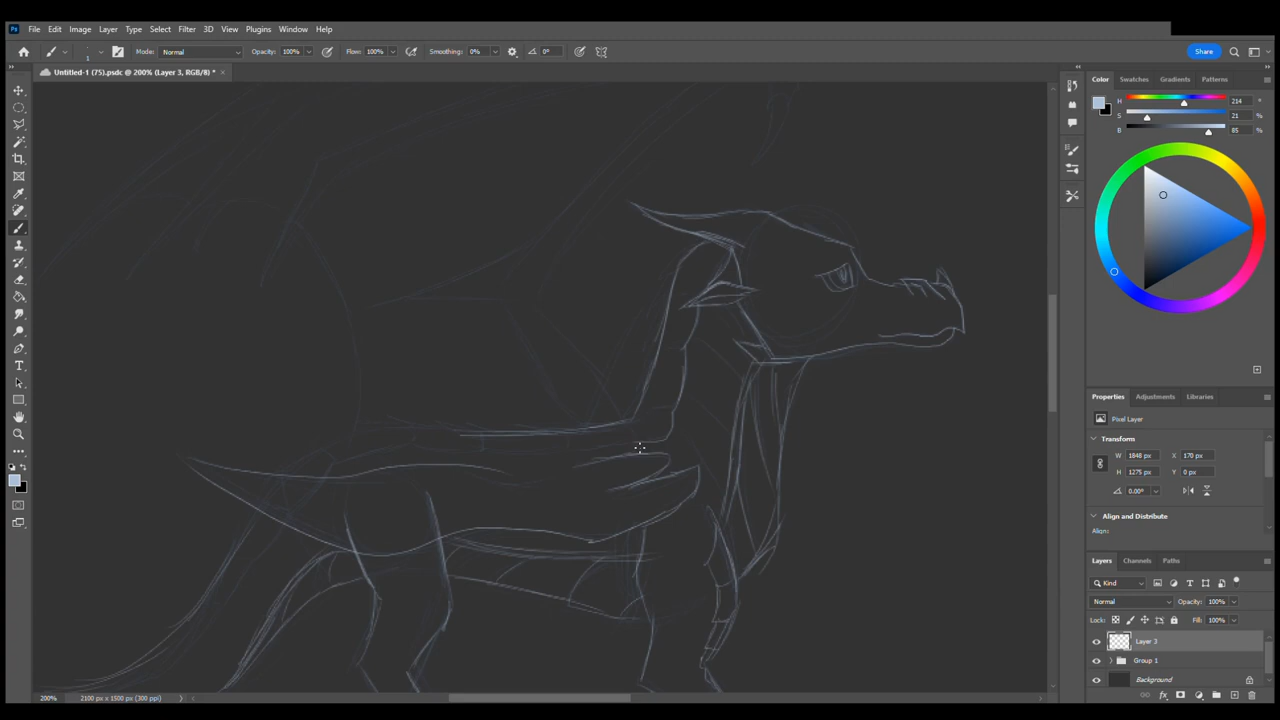 Ps File Edit Image Layer Type Select Filter 3D View Plugins Window Help
1 Mode: Normal Opacity: 100% Flow: 100% Smoothing: 0% 0° Share
Untitled-1 (75).psdc @ 200% (Layer 3, RGB/8) * ×
Color Swatches Gradients Patterns
H 214 °
S 21 %
B 85 %
Properties Adjustments Libraries
Pixel Layer
Transform
W 1848 px X 170 px
H 1275 px Y 0 px
0.00°
Align and Distribute
Align:
Layers Channels Paths
Kind
Normal Opacity: 100%
Lock: Fill: 100%
Layer 3
Group 1
Background
200% 2100 px x 1500 px (300 ppi)
fx